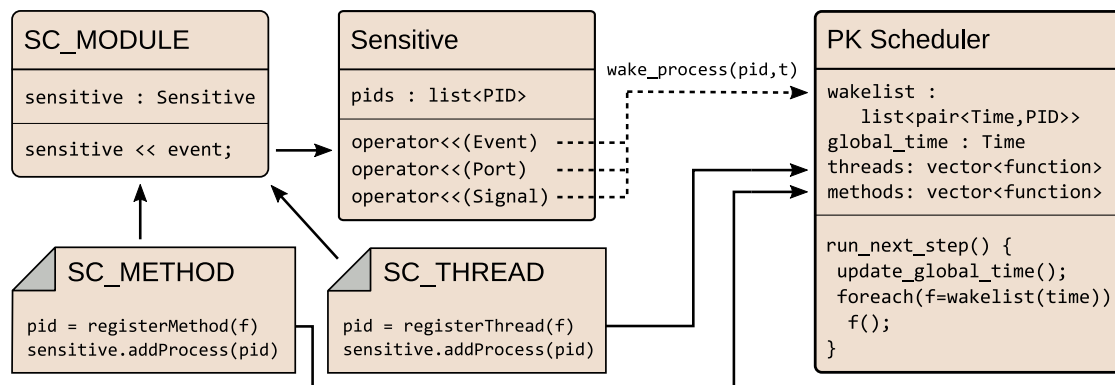 SC_MODULE
sensitive : Sensitive
sensitive << event;
Sensitive
pids : list<PID>
operator<<(Event)
operator<<(Port)
operator<<(Signal)
wake_process(pid,t)
PK Scheduler
wakelist :
list<pair<Time,PID>>
global_time : Time
threads: vector<function>
methods: vector<function>
run_next_step() {
update_global_time();
foreach(f=wakelist(time))
f();
}
SC_METHOD
pid = registerMethod(f)
sensitive.addProcess(pid)
SC_THREAD
pid = registerThread(f)
sensitive.addProcess(pid)